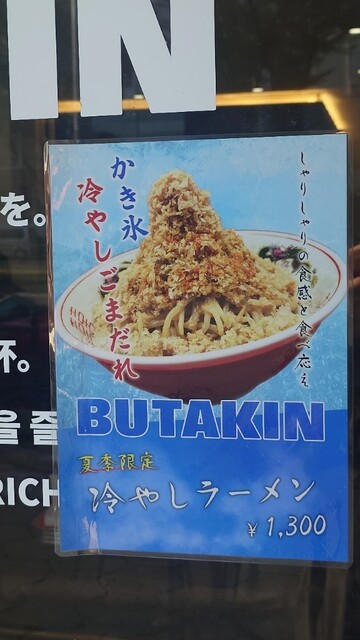 IN
を。
杯。
을 즐
RICH
かき氷
冷やしごまだれ
しゃりしゃりの食感と食べ応え
BUTAKIN
夏季限定
冷やしラーメン
¥1,300